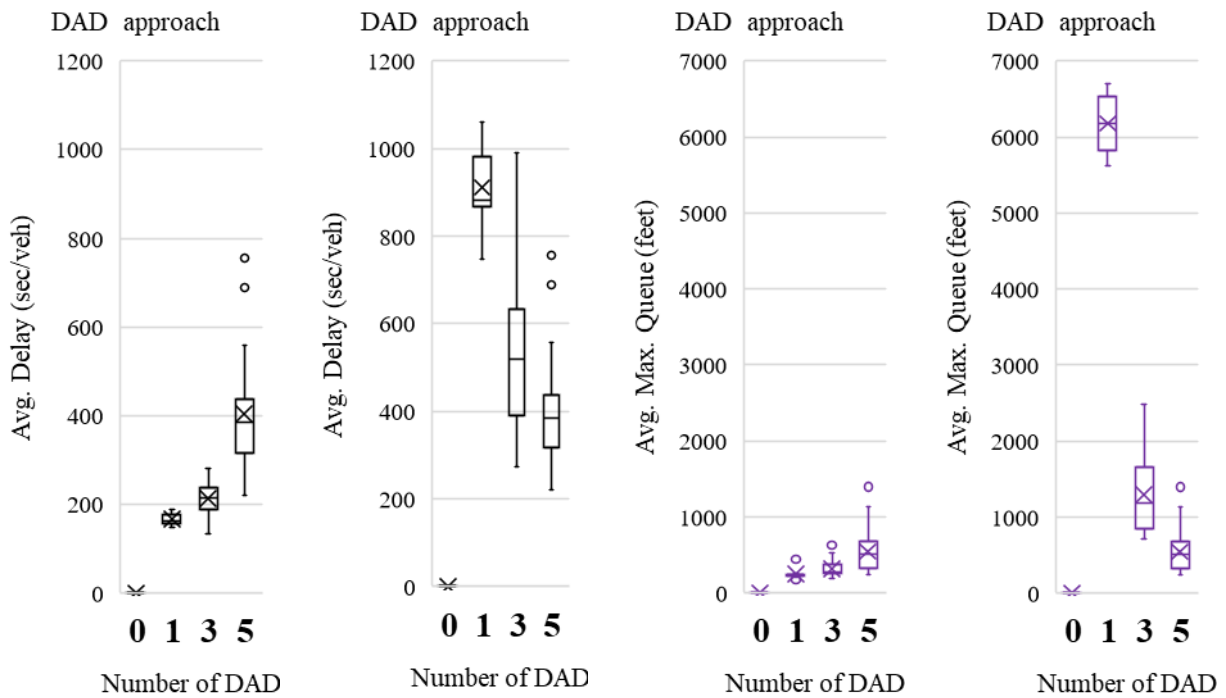 DAD approach
1200
1000
800
600
400
200
0
Avg. Delay (sec/veh)
0 1 3 5
Number of DAD
DAD approach
1200
1000
800
600
400
200
0
Avg. Delay (sec/veh)
0 1 3 5
Number of DAD
DAD approach
7000
6000
5000
4000
3000
2000
1000
0
Avg. Max. Queue (feet)
0 1 3 5
Number of DAD
DAD approach
7000
6000
5000
4000
3000
2000
1000
0
Avg. Max. Queue (feet)
0 1 3 5
Number of DAD